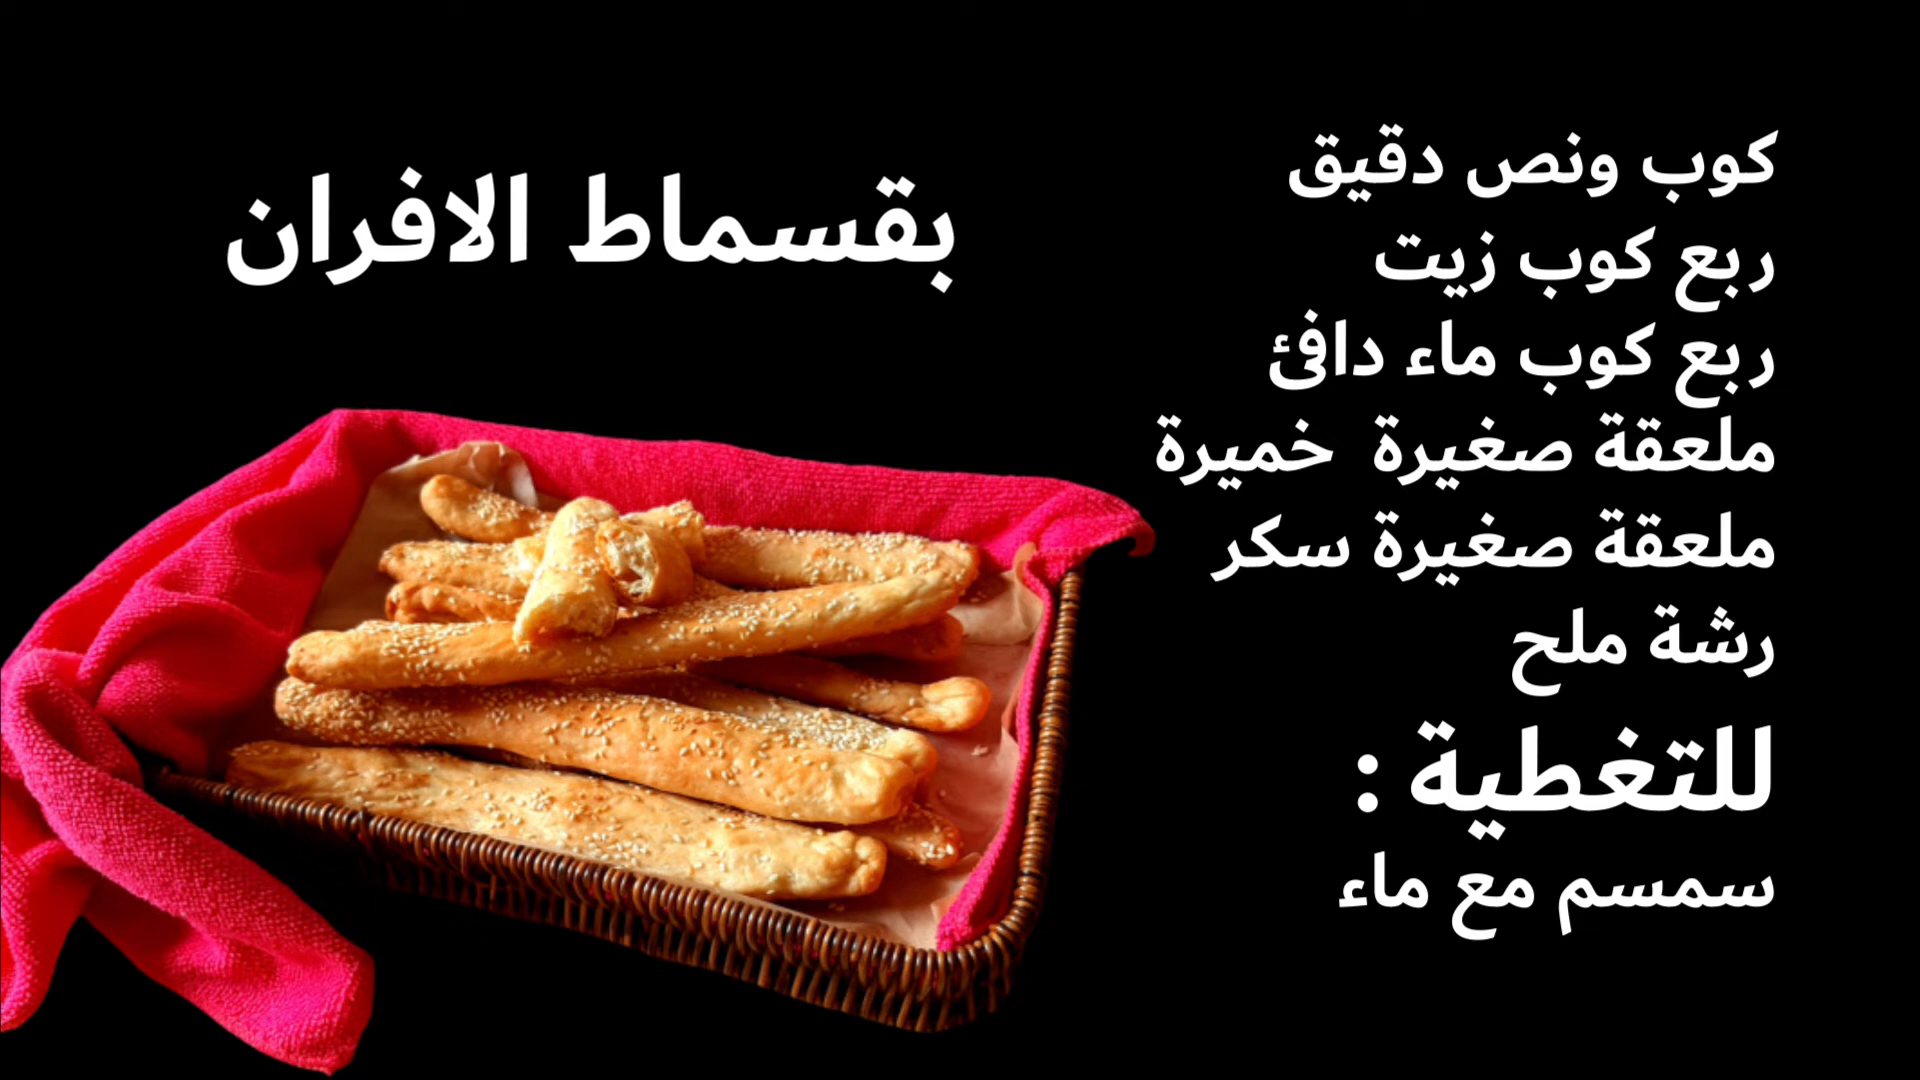 بقسماط الافران
كوب ونص دقيق
ربع كوب زيت
ربع كوب ماء دافئ
ملعقة صغيرة خميرة
ملعقة صغيرة سكر
رشة ملح
للتغطية :
سمسم مع ماء